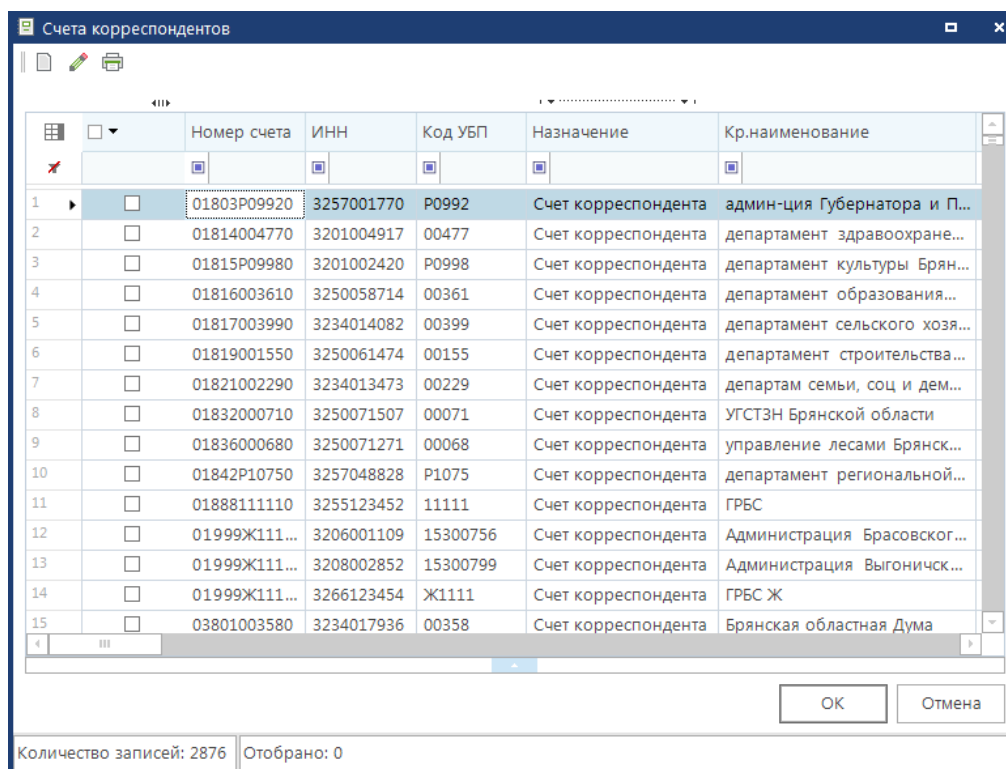 Счета корреспондентов
Номер счета ИНН Код УБП Назначение Кр.наименование
1 01803Р09920 3257001770 Р0992 Счет корреспондента админ-ция Губернатора и П...
2 01814004770 3201004917 00477 Счет корреспондента департамент здравоохране...
3 01815Р09980 3201002420 Р0998 Счет корреспондента департамент культуры Брян...
4 01816003610 3250058714 00361 Счет корреспондента департамент образования...
5 01817003990 3234014082 00399 Счет корреспондента департамент сельского хозя...
6 01819001550 3250061474 00155 Счет корреспондента департамент строительства...
7 01821002290 3234013473 00229 Счет корреспондента департам семьи, соц и дем...
8 01832000710 3250071507 00071 Счет корреспондента УГСТЗН Брянской области
9 01836000680 3250071271 00068 Счет корреспондента управление лесами Брянск...
10 01842Р10750 3257048828 Р1075 Счет корреспондента департамент региональной...
11 01888111110 3255123452 11111 Счет корреспондента ГРБС
12 01999Ж111... 3206001109 15300756 Счет корреспондента Администрация Брасовског...
13 01999Ж111... 3208002852 15300799 Счет корреспондента Администрация Выгоничск...
14 01999Ж111... 3266123454 Ж1111 Счет корреспондента ГРБС Ж
15 03801003580 3234017936 00358 Счет корреспондента Брянская областная Дума
ОК Отмена
Количество записей: 2876 Отобрано: 0